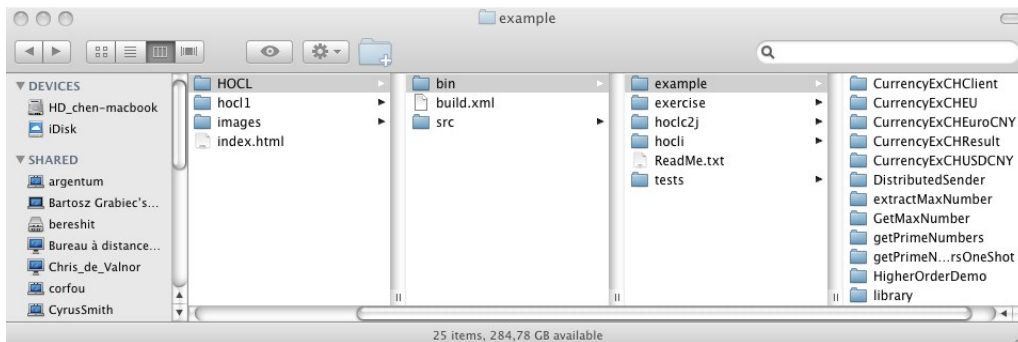 example
DEVICES
HD_chen-macbook
iDisk
SHARED
argentum
Bartosz Grabiec's...
bereshit
Bureau à distance...
Chris_de_Valnor
corfou
CyrusSmith
HOCL
hocl1
images
index.html
bin
build.xml
src
example
exercise
hoclc2j
hocli
ReadMe.txt
tests
CurrencyExCHClient
CurrencyExCHEU
CurrencyExCHEuroCNY
CurrencyExCHResult
CurrencyExCHUSDCNY
DistributedSender
extractMaxNumber
GetMaxNumber
getPrimeNumbers
getPrimeN...rsOneShot
HigherOrderDemo
library
25 items, 284,78 GB available